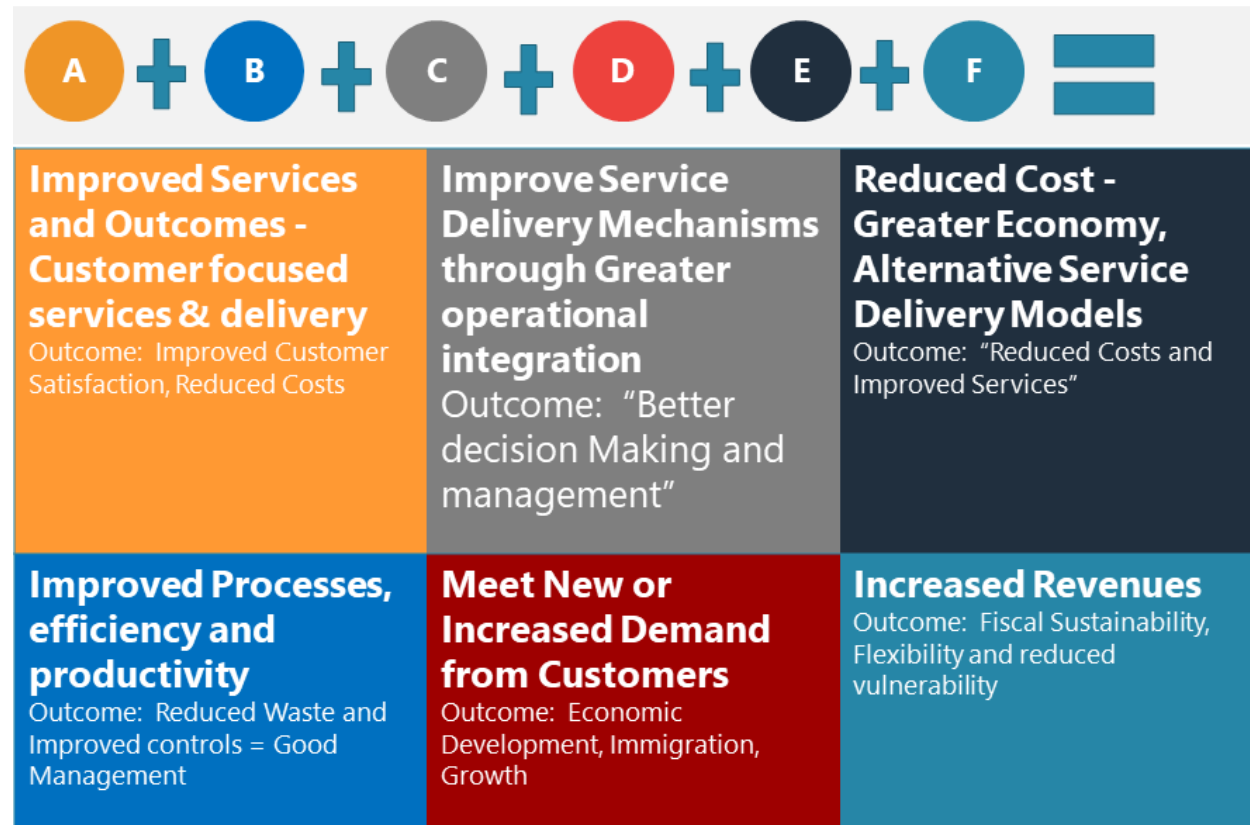 A + B + C + D + E + F =
Improved Services
and Outcomes -
Customer focused
services & delivery
Outcome: Improved Customer
Satisfaction, Reduced Costs
Improve Service
Delivery Mechanisms
through Greater
operational
integration
Outcome: “Better
decision Making and
management”
Reduced Cost -
Greater Economy,
Alternative Service
Delivery Models
Outcome: “Reduced Costs and
Improved Services”
Improved Processes,
efficiency and
productivity
Outcome: Reduced Waste and
Improved controls = Good
Management
Meet New or
Increased Demand
from Customers
Outcome: Economic
Development, Immigration,
Growth
Increased Revenues
Outcome: Fiscal Sustainability,
Flexibility and reduced
vulnerability